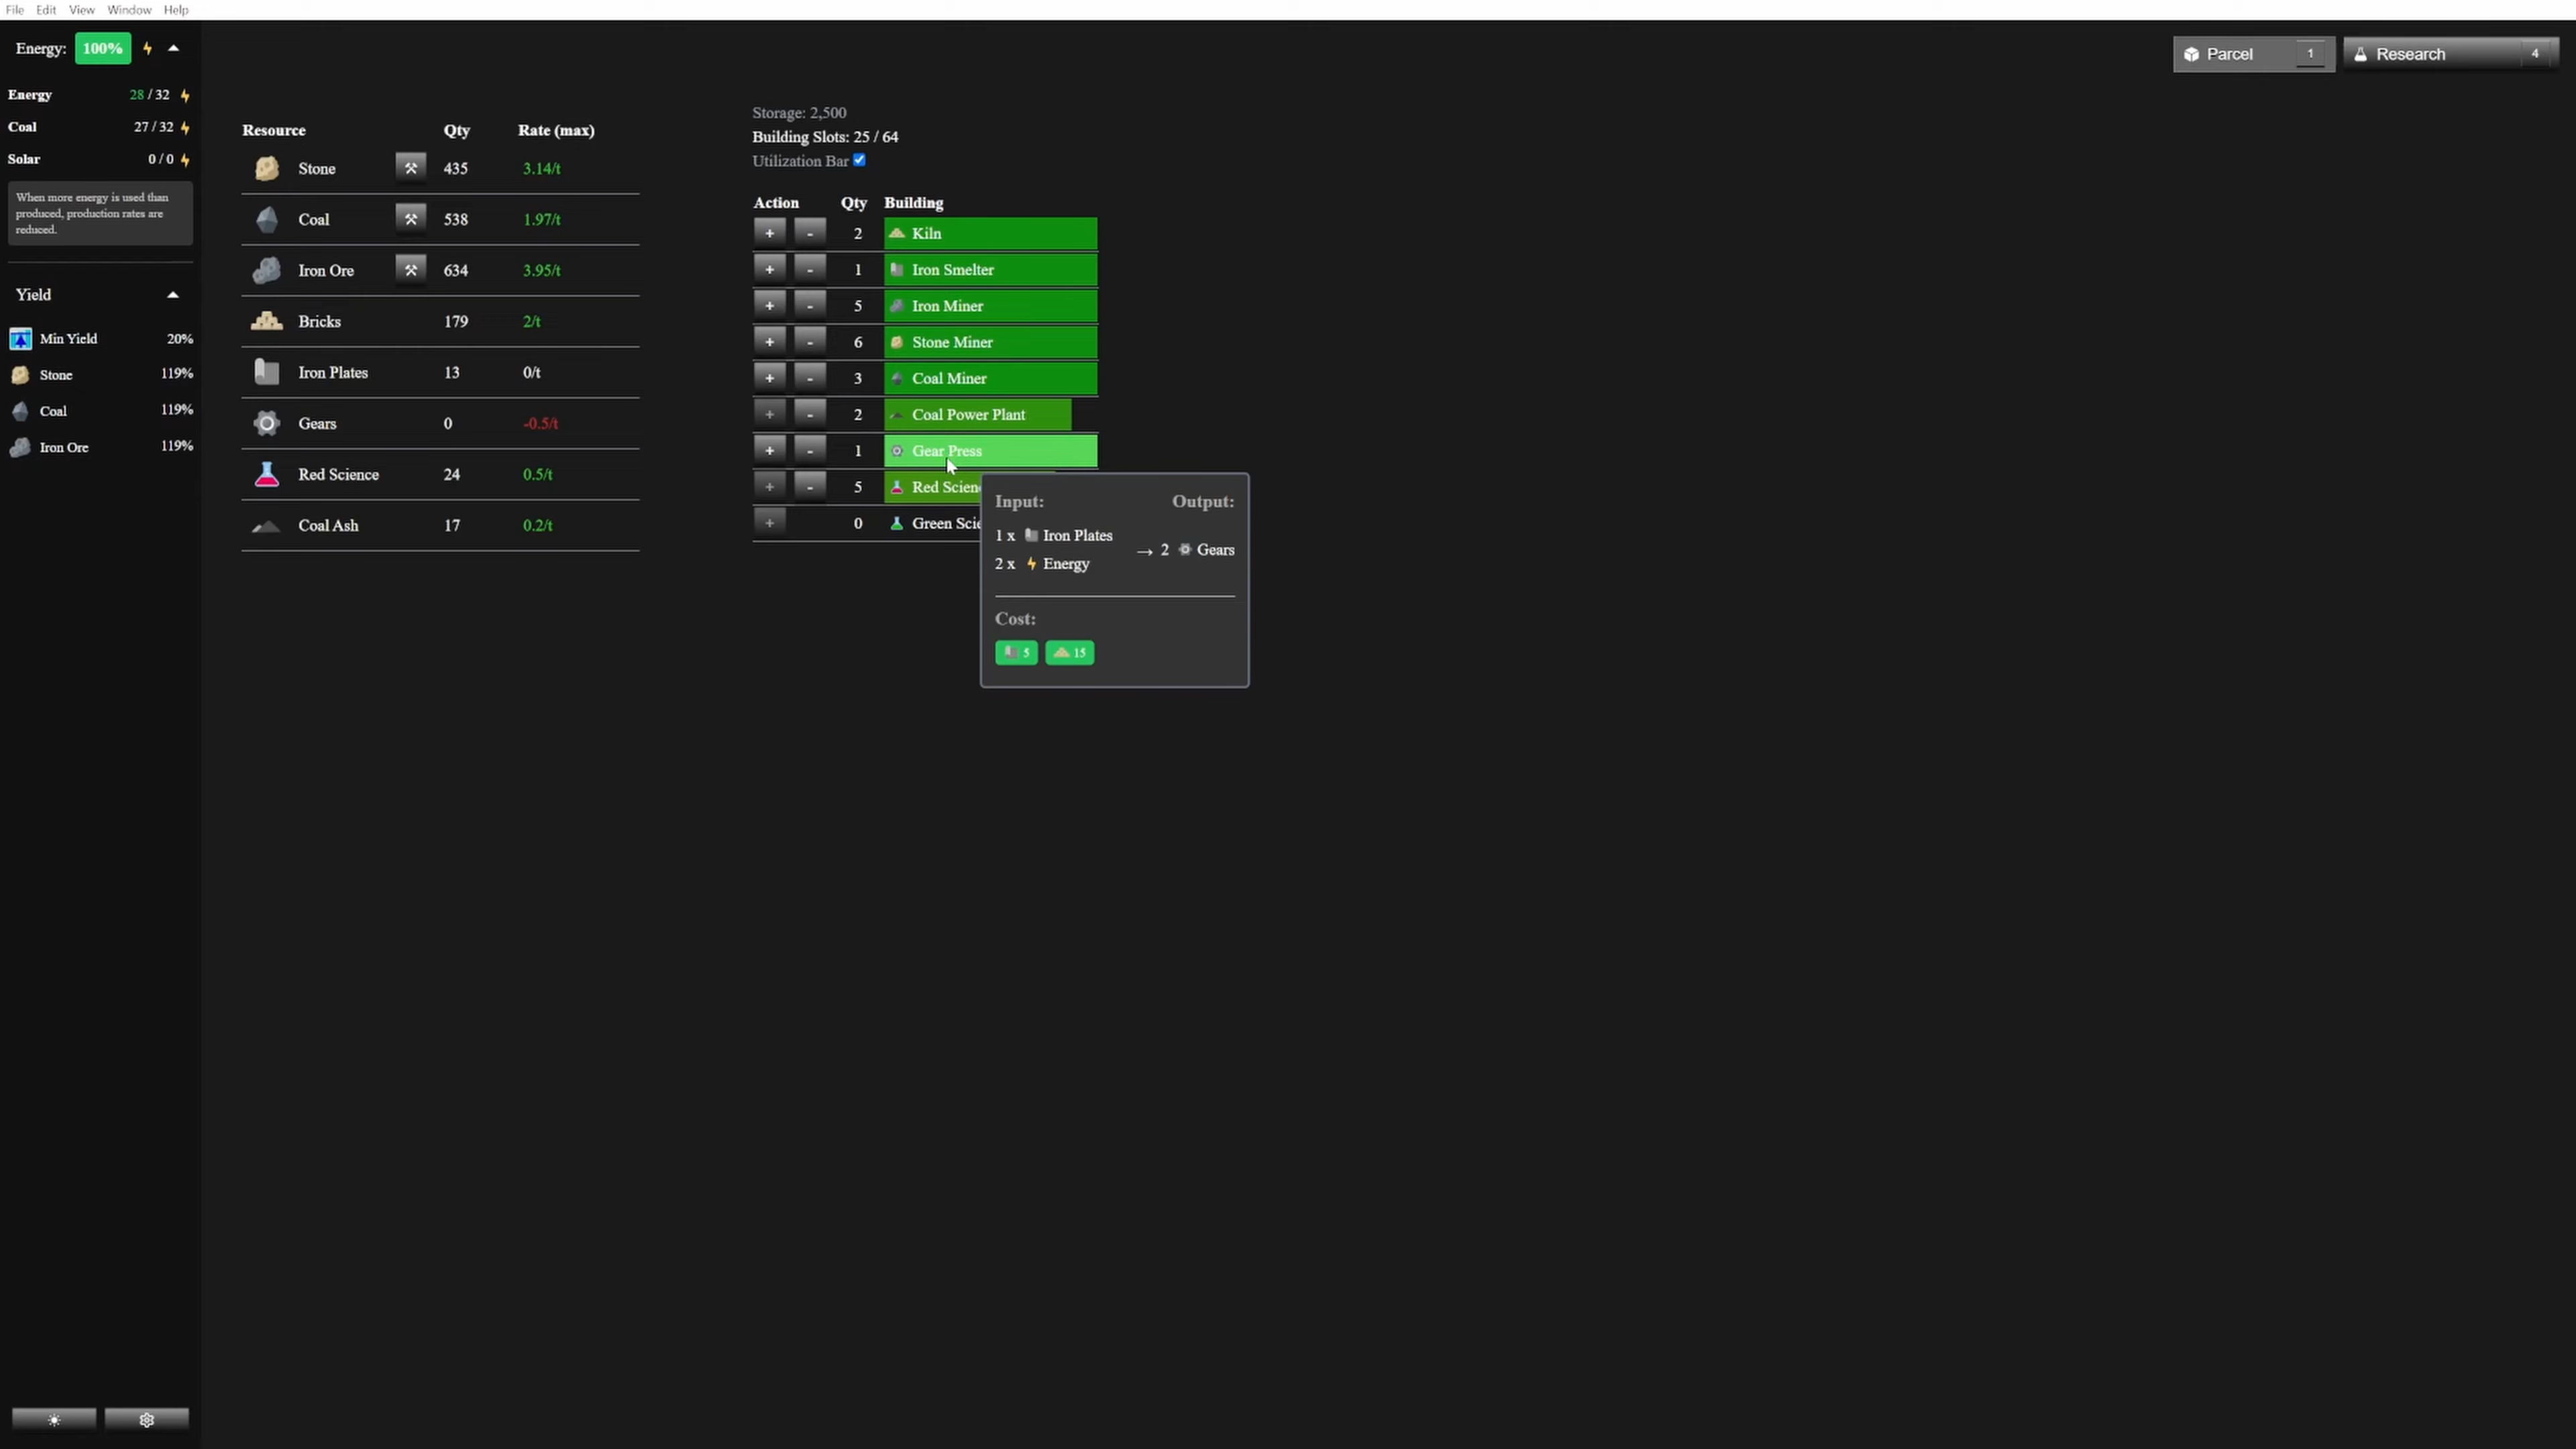 File Edit View Window Help
Energy: 100%
Parcel 1
Research 4
Energy 28 / 32
Coal 27 / 32
Solar 0 / 0
When more energy is used than
produced, production rates are
reduced.
Yield
Min Yield 20%
Stone 119%
Coal 119%
Iron Ore 119%
Resource Qty Rate (max)
Stone 435 3.14/t
Coal 538 1.97/t
Iron Ore 634 3.95/t
Bricks 179 2/t
Iron Plates 13 0/t
Gears 0 -0.5/t
Red Science 24 0.5/t
Coal Ash 17 0.2/t
Storage: 2,500
Building Slots: 25 / 64
Utilization Bar
Action Qty Building
+ - 2 Kiln
+ - 1 Iron Smelter
+ - 5 Iron Miner
+ - 6 Stone Miner
+ - 3 Coal Miner
+ - 2 Coal Power Plant
+ - 1 Gear Press
+ - 5 Red Scien
+ 0 Green Scie
Input: Output:
1 x Iron Plates
→ 2 Gears
2 x Energy
Cost:
5 15